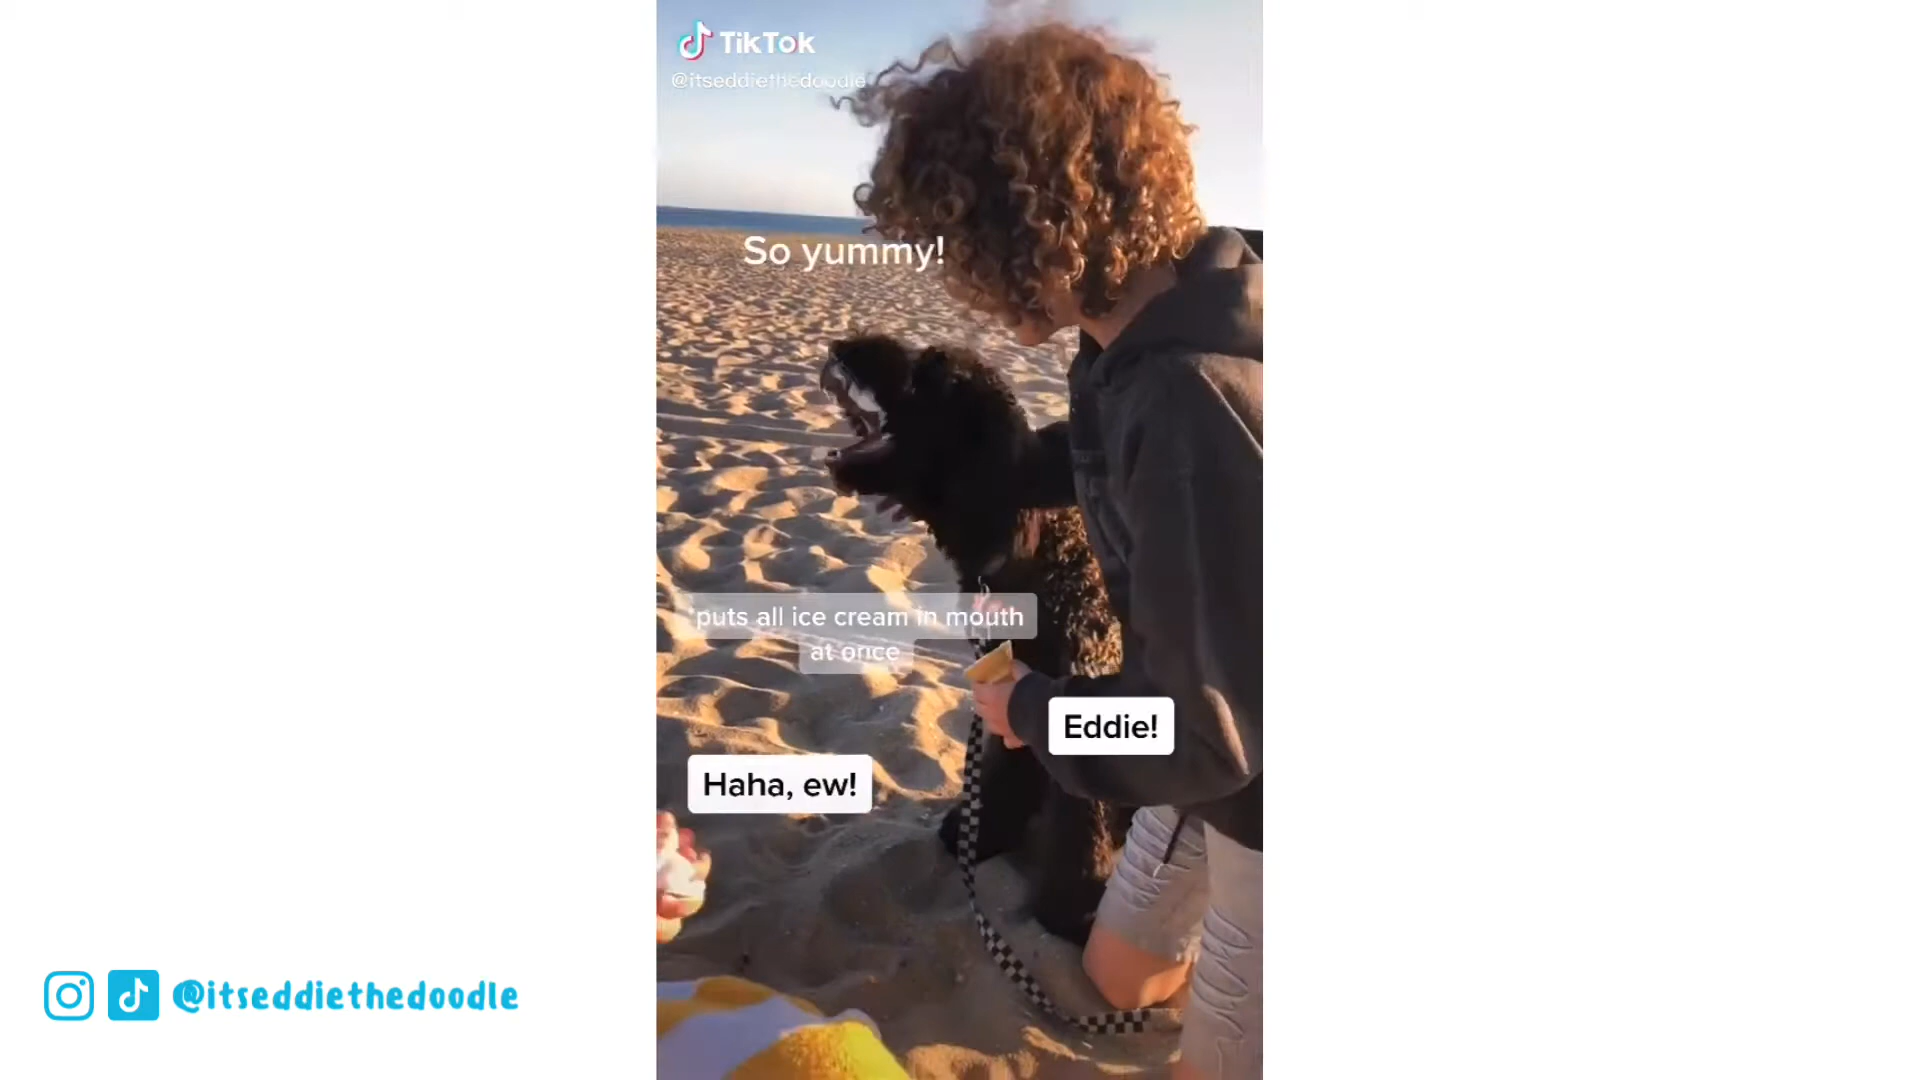 TikTok
@itseddiethedoodle
So yummy!
*puts all ice cream in mouth
at once
Eddie!
Haha, ew!
@itseddiethedoodle